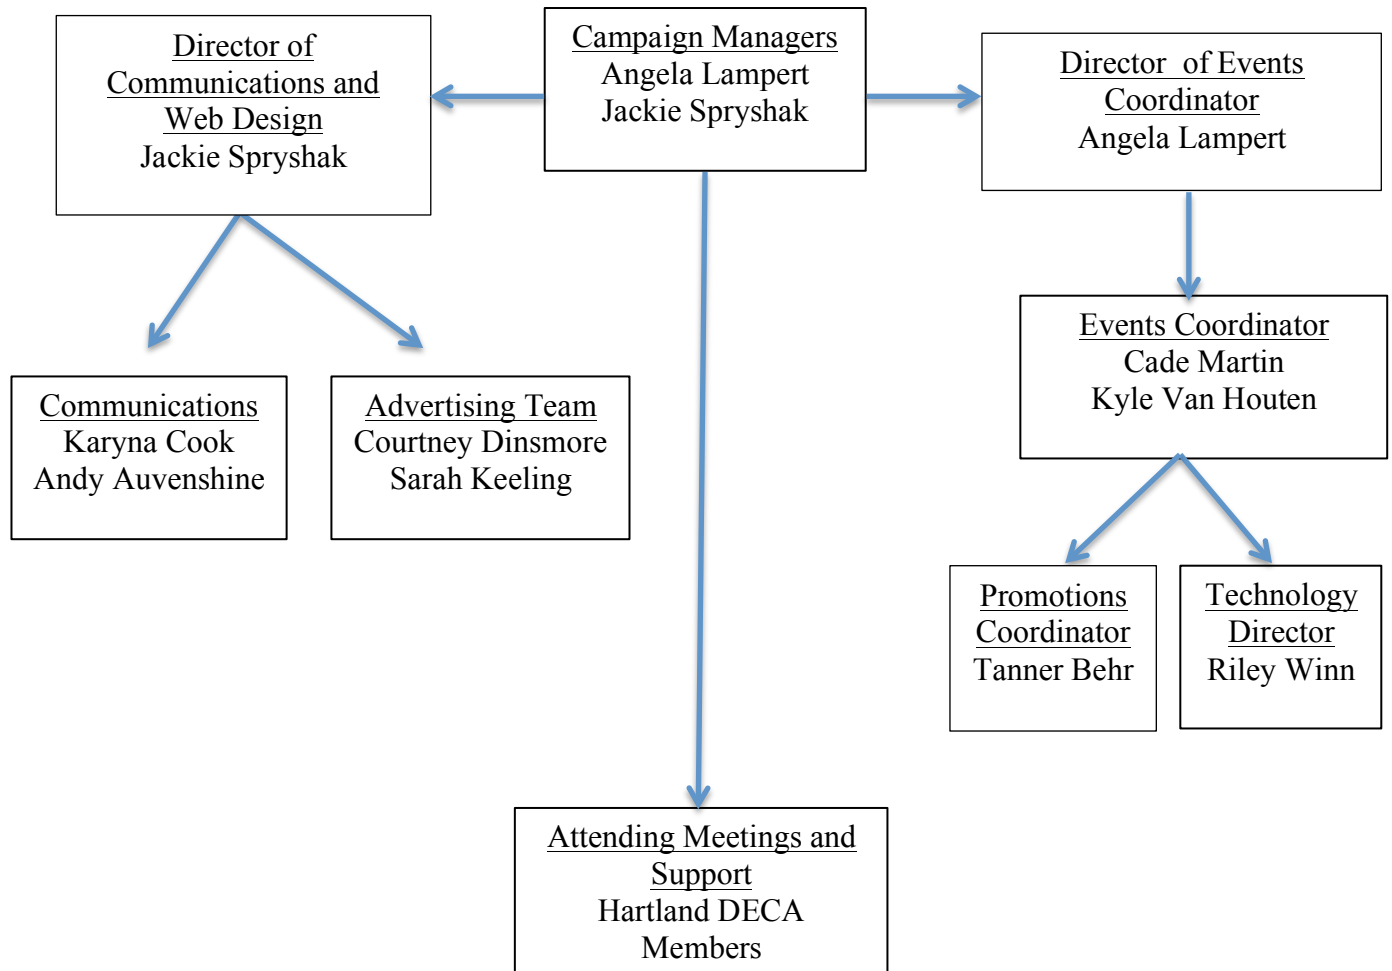 Director of
Communications and
Web Design
Jackie Spryshak
Campaign Managers
Angela Lampert
Jackie Spryshak
Director of Events
Coordinator
Angela Lampert
Events Coordinator
Cade Martin
Kyle Van Houten
Communications
Karyna Cook
Andy Auvenshine
Advertising Team
Courtney Dinsmore
Sarah Keeling
Promotions
Coordinator
Tanner Behr
Technology
Director
Riley Winn
Attending Meetings and
Support
Hartland DECA
Members